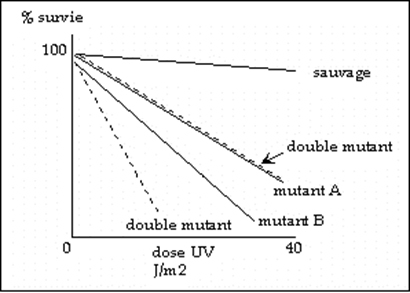 % survie
100
sauvage
double mutant
mutant A
double mutant
mutant B
0
dose UV
40
J/m2